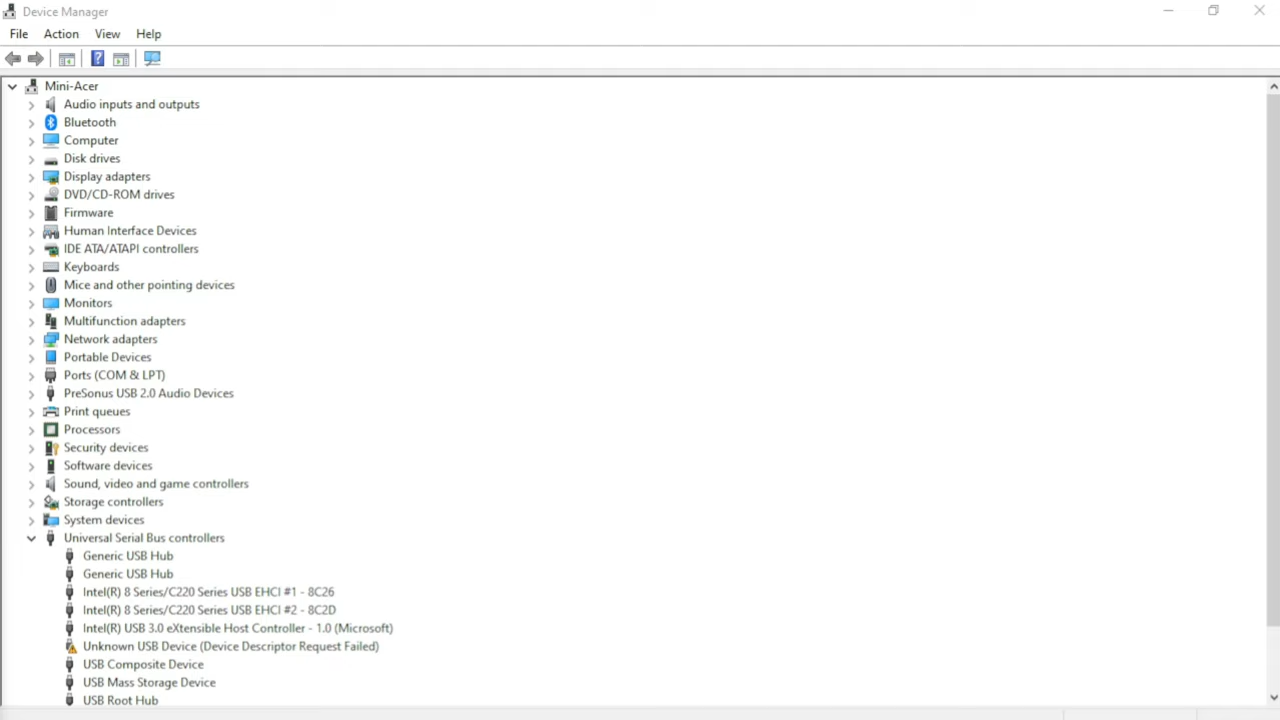 Device Manager
File Action View Help
Mini-Acer
Audio inputs and outputs
Bluetooth
Computer
Disk drives
Display adapters
DVD/CD-ROM drives
Firmware
Human Interface Devices
IDE ATA/ATAPI controllers
Keyboards
Mice and other pointing devices
Monitors
Multifunction adapters
Network adapters
Portable Devices
Ports (COM & LPT)
PreSonus USB 2.0 Audio Devices
Print queues
Processors
Security devices
Software devices
Sound, video and game controllers
Storage controllers
System devices
Universal Serial Bus controllers
Generic USB Hub
Generic USB Hub
Intel(R) 8 Series/C220 Series USB EHCI #1 - 8C26
Intel(R) 8 Series/C220 Series USB EHCI #2 - 8C2D
Intel(R) USB 3.0 eXtensible Host Controller - 1.0 (Microsoft)
Unknown USB Device (Device Descriptor Request Failed)
USB Composite Device
USB Mass Storage Device
USB Root Hub